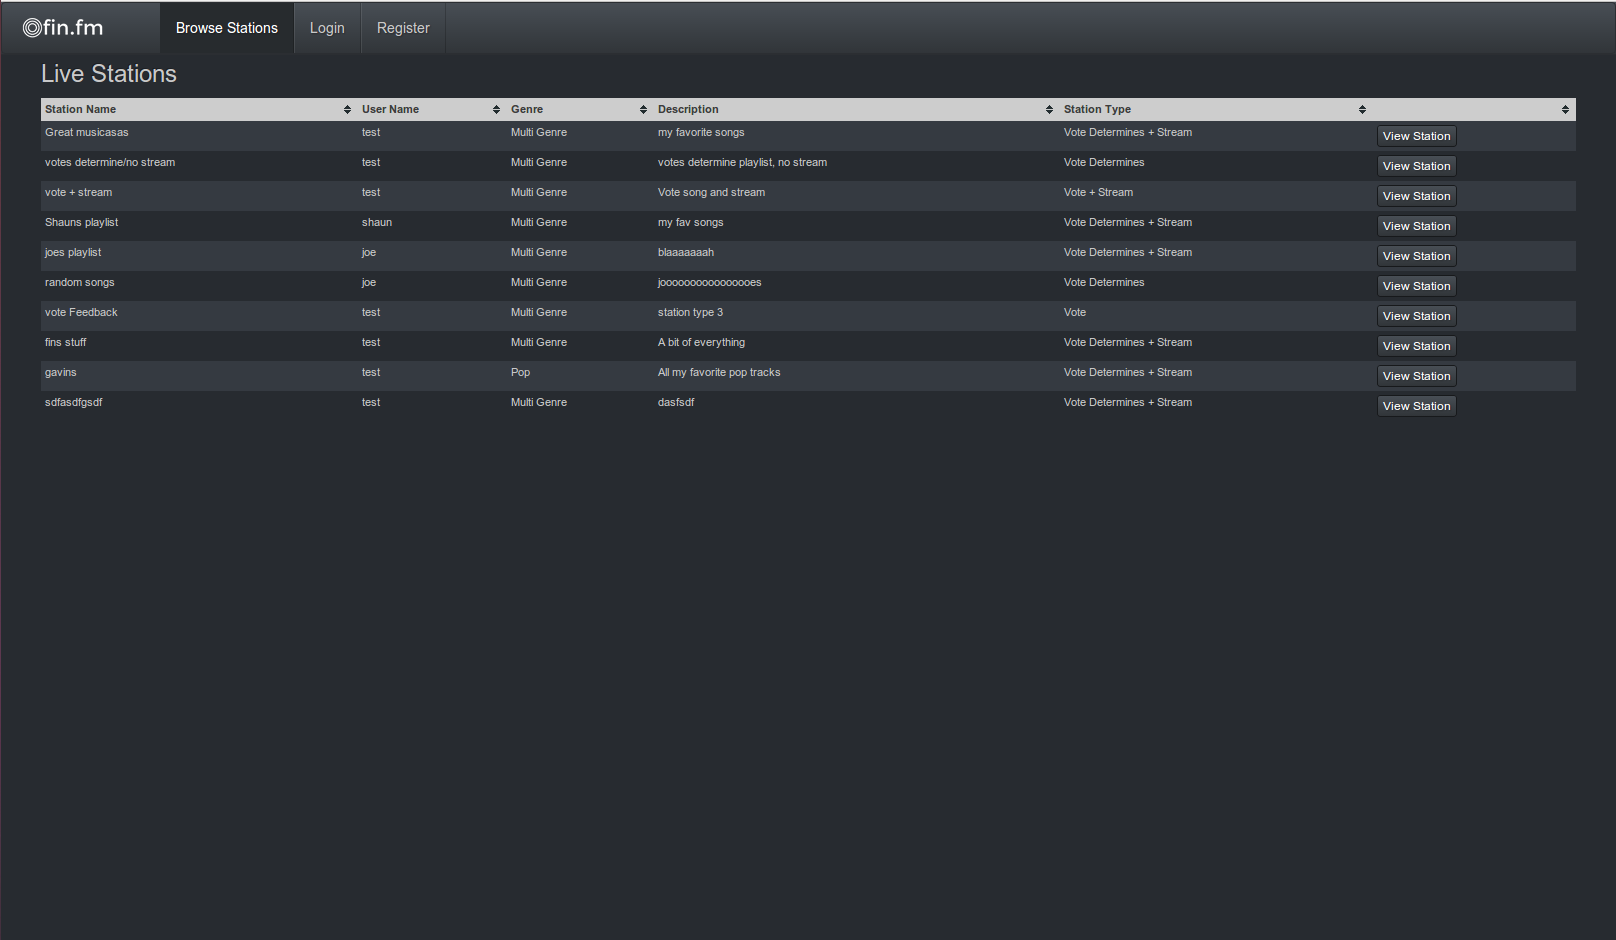 fin.fm Browse Stations Login Register
Live Stations
Station Name User Name Genre Description Station Type
Great musicasas test Multi Genre my favorite songs Vote Determines + Stream View Station
votes determine/no stream test Multi Genre votes determine playlist, no stream Vote Determines View Station
vote + stream test Multi Genre Vote song and stream Vote + Stream View Station
Shauns playlist shaun Multi Genre my fav songs Vote Determines + Stream View Station
joes playlist joe Multi Genre blaaaaaaah Vote Determines + Stream View Station
random songs joe Multi Genre joooooooooooooooes Vote Determines View Station
vote Feedback test Multi Genre station type 3 Vote View Station
fins stuff test Multi Genre A bit of everything Vote Determines + Stream View Station
gavins test Pop All my favorite pop tracks Vote Determines + Stream View Station
sdfasdfgsdf test Multi Genre dasfsdf Vote Determines + Stream View Station